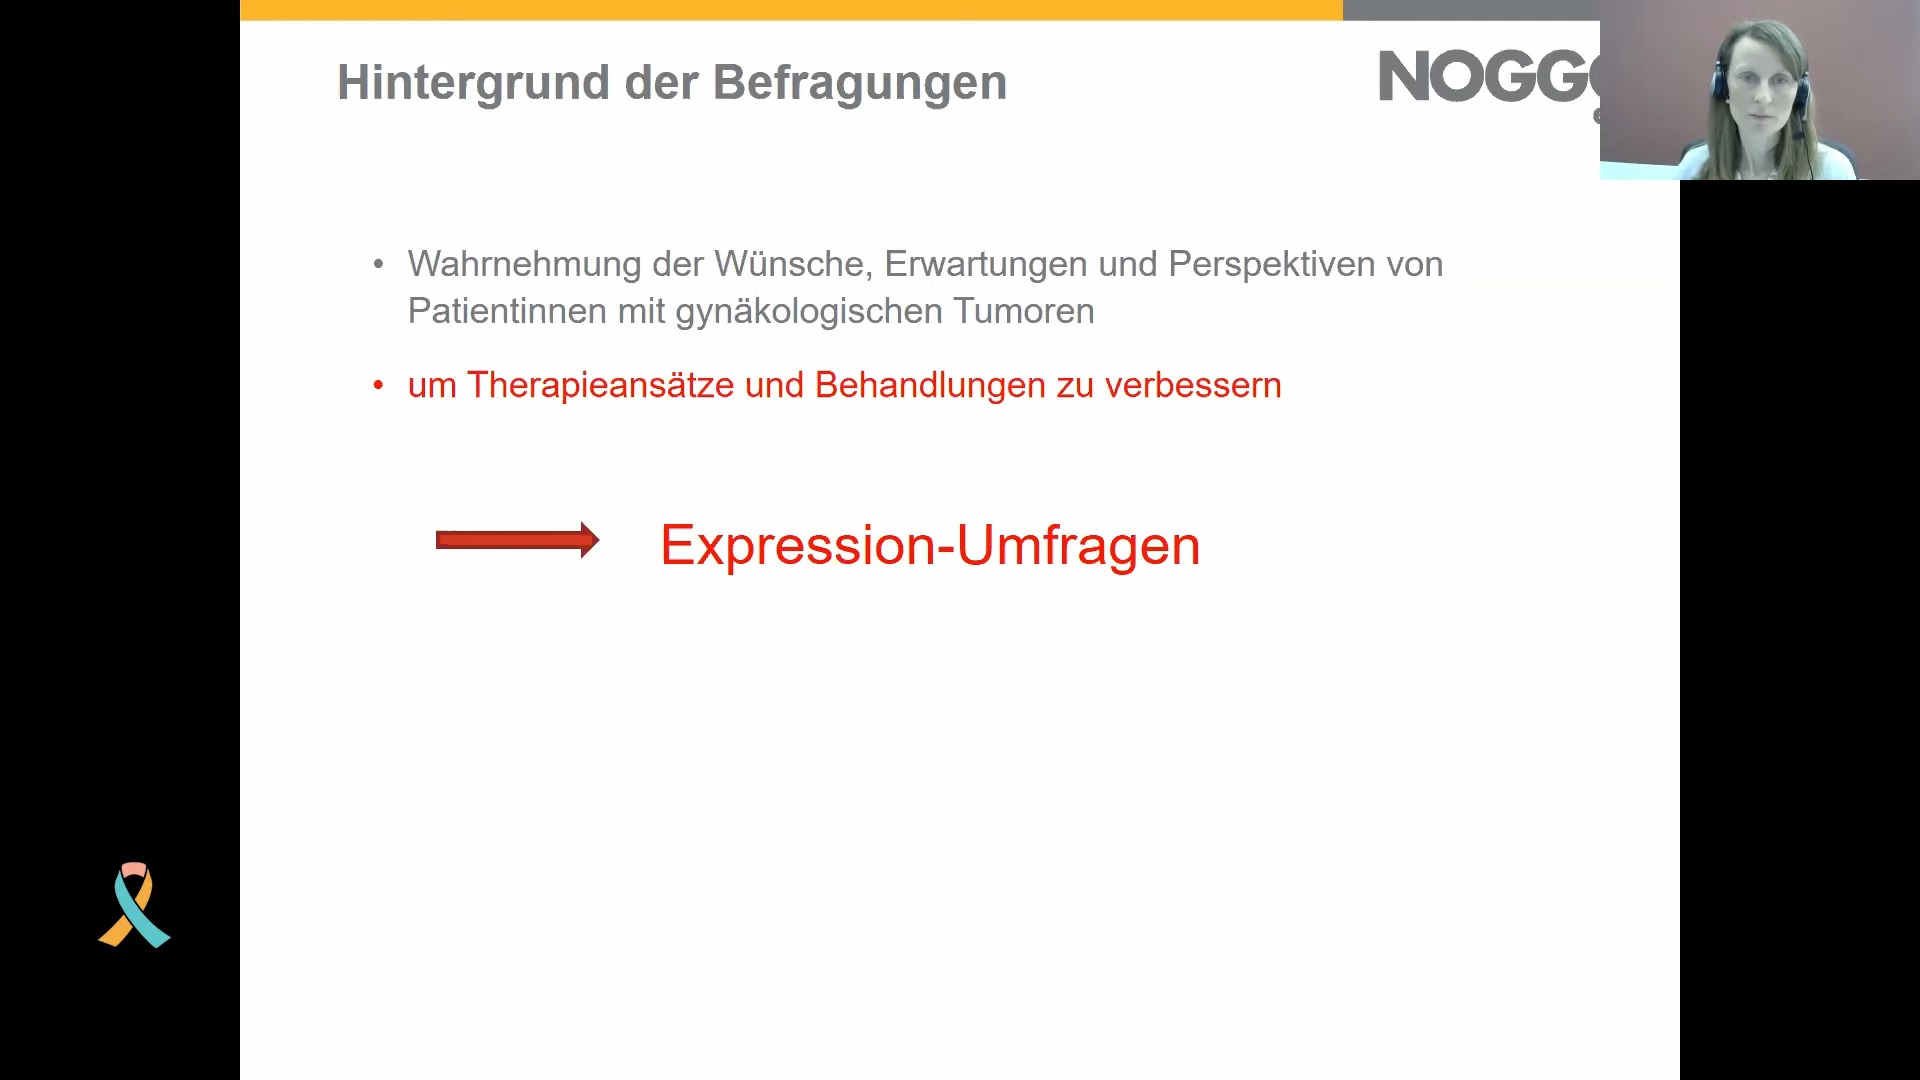 Hintergrund der Befragungen
NOGG
• Wahrnehmung der Wünsche, Erwartungen und Perspektiven von
Patientinnen mit gynäkologischen Tumoren
• um Therapieansätze und Behandlungen zu verbessern
Expression-Umfragen